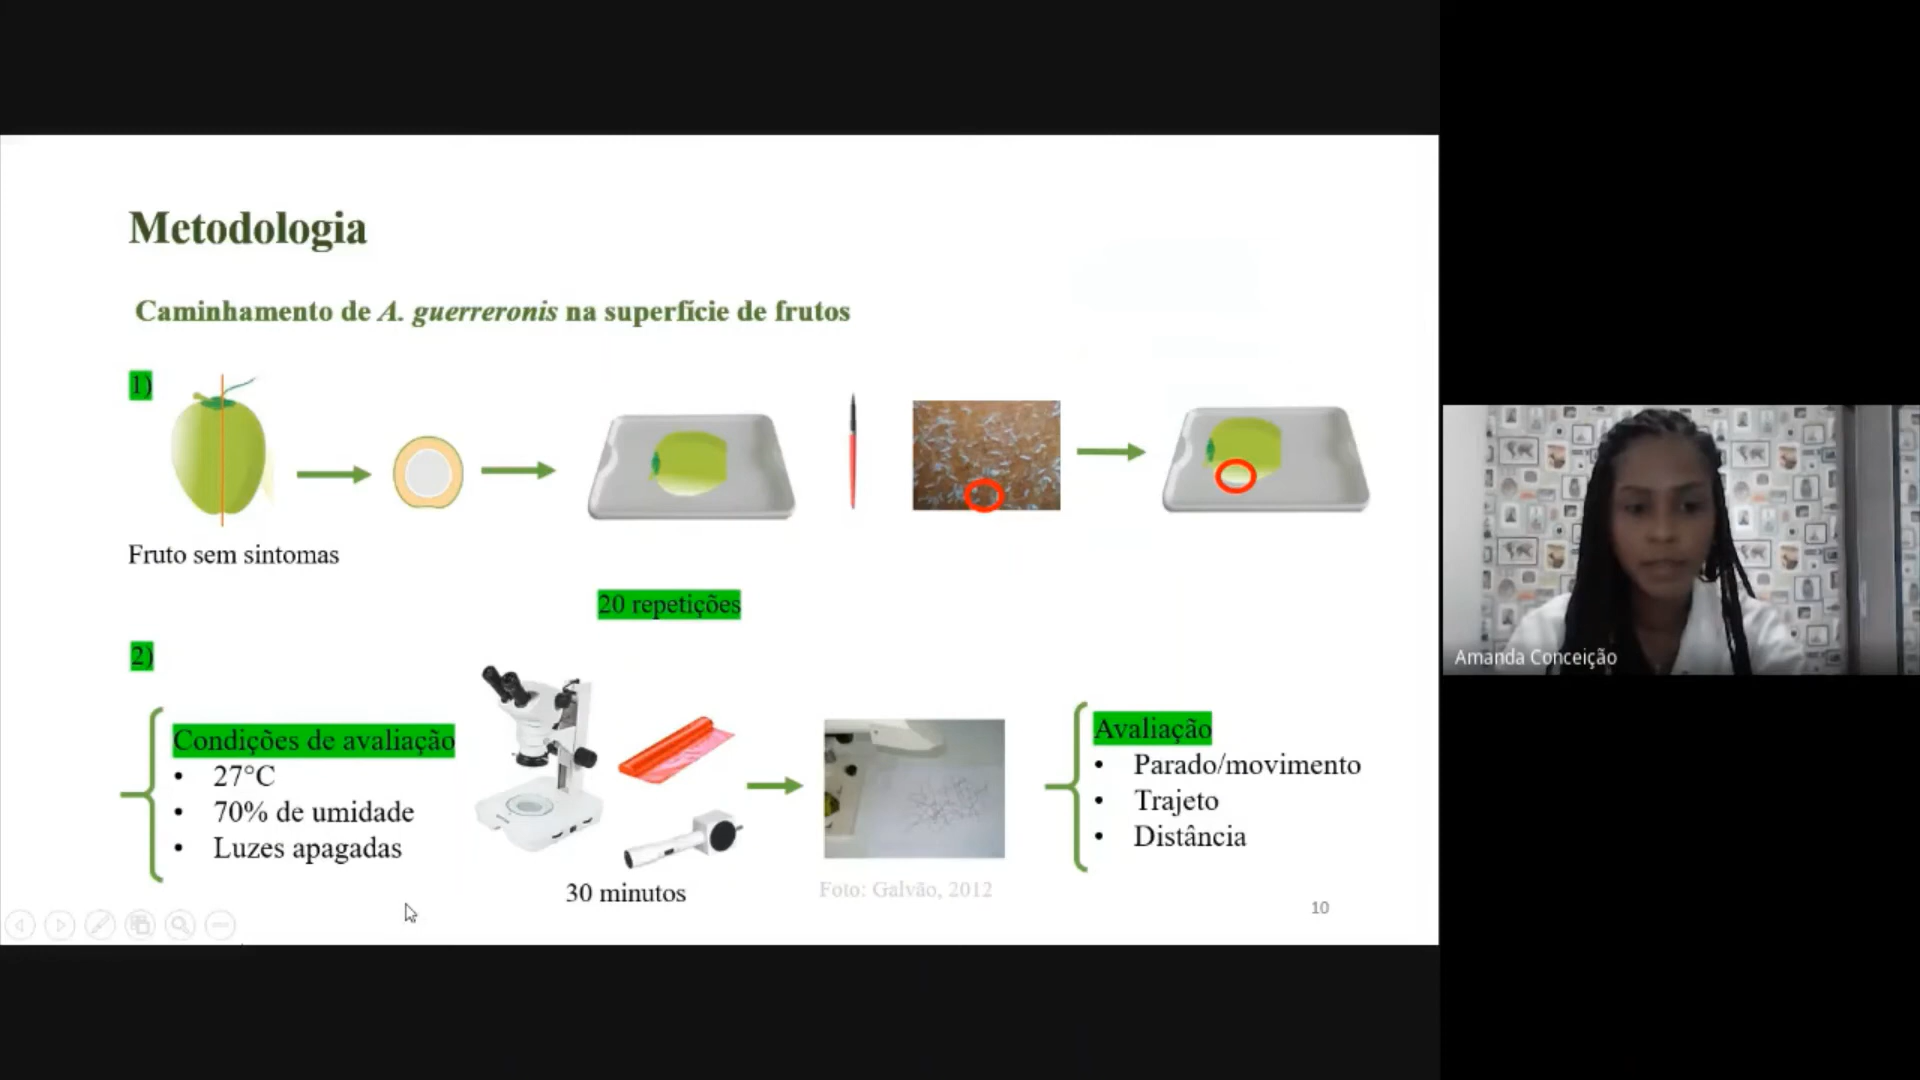 Metodologia
Caminhamento de A. guerreronis na superfície de frutos
1)
Fruto sem sintomas
20 repetições
2)
Condições de avaliação
• 27°C
• 70% de umidade
• Luzes apagadas
30 minutos
Foto: Galvão, 2012
Avaliação
• Parado/movimento
• Trajeto
• Distância
10
Amanda Conceição